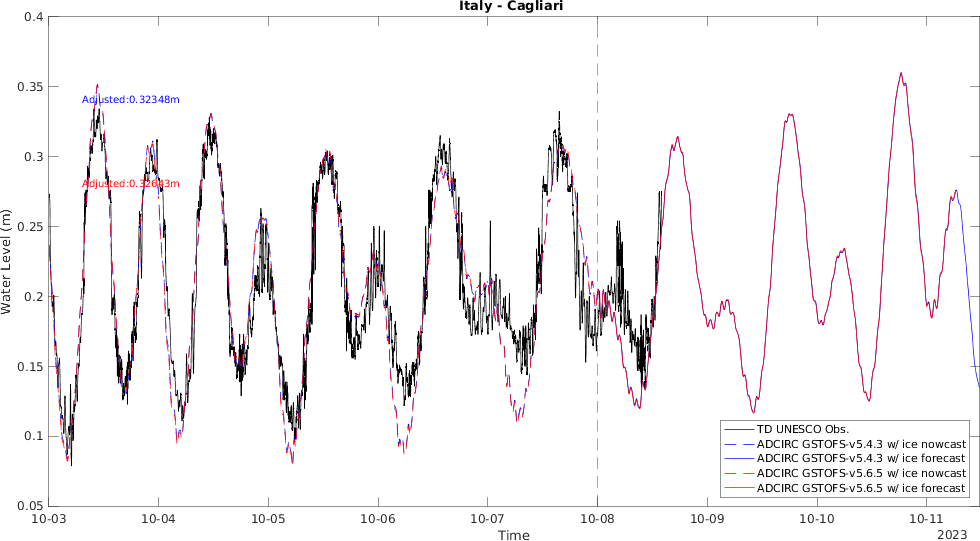 Italy - Cagliari
0.4
0.35
0.3
0.25
0.2
0.15
0.1
0.05
Water Level (m)
Adjusted:0.32348m
Adjusted:0.32643m
TD UNESCO Obs.
ADCIRC GSTOFS-v5.4.3 w/ ice nowcast
ADCIRC GSTOFS-v5.4.3 w/ ice forecast
ADCIRC GSTOFS-v5.6.5 w/ ice nowcast
ADCIRC GSTOFS-v5.6.5 w/ ice forecast
10-03 10-04 10-05 10-06 10-07 10-08 10-09 10-10 10-11
Time
2023